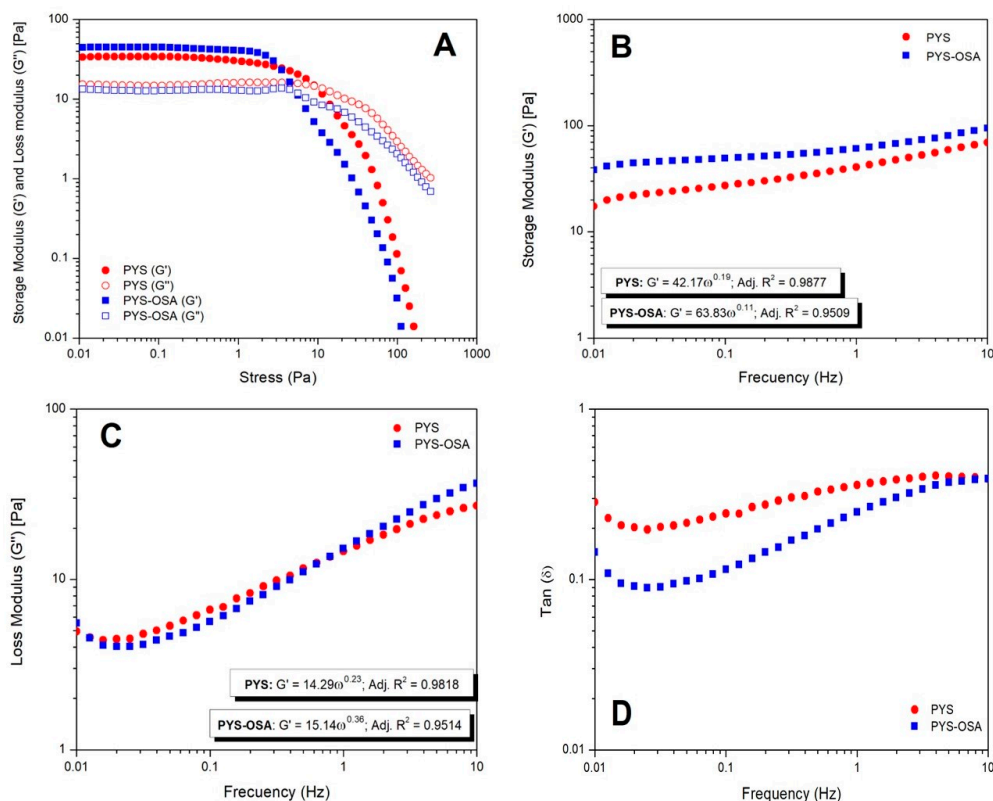 A
Storage Modulus (G') and Loss modulus (G") [Pa]
100
10
1
0.1
0.01
PYS (G')
PYS (G'')
PYS-OSA (G')
PYS-OSA (G'')
0.01
0.1
1
10
100
1000
Stress (Pa)
B
Storage Modulus (G') [Pa]
1000
100
10
1
PYS
PYS-OSA
PYS: G' = 42.17ω^0.19; Adj. R² = 0.9877
PYS-OSA: G' = 63.83ω^0.11; Adj. R² = 0.9509
0.01
0.1
1
10
Frecuency (Hz)
C
Loss Modulus (G'') [Pa]
100
10
1
PYS
PYS-OSA
PYS: G' = 14.29ω^0.23; Adj. R² = 0.9818
PYS-OSA: G' = 15.14ω^0.36; Adj. R² = 0.9514
0.01
0.1
1
10
Frecuency (Hz)
Tan (δ)
1
0.1
0.01
D
PYS
PYS-OSA
0.01
0.1
1
10
Frequency (Hz)